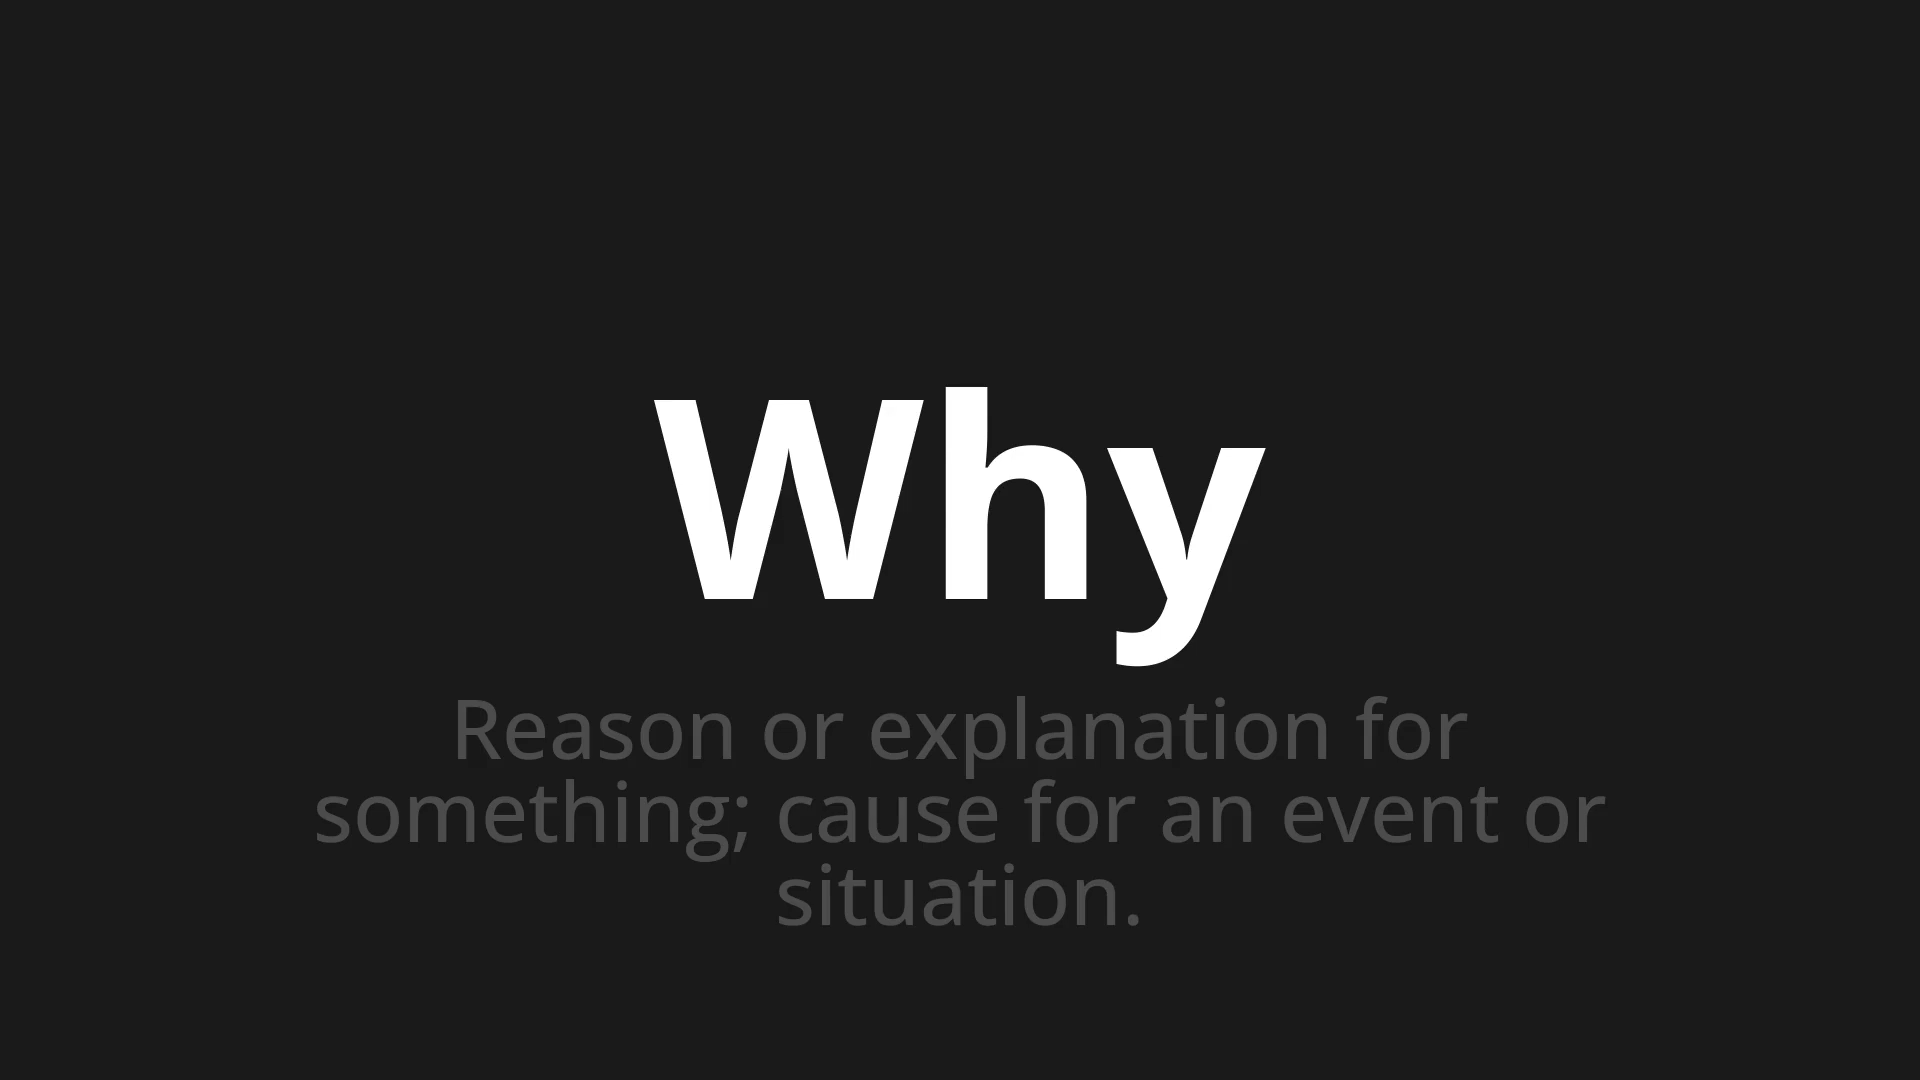 Why
Reason or explanation for
something; cause for an event or
situation.